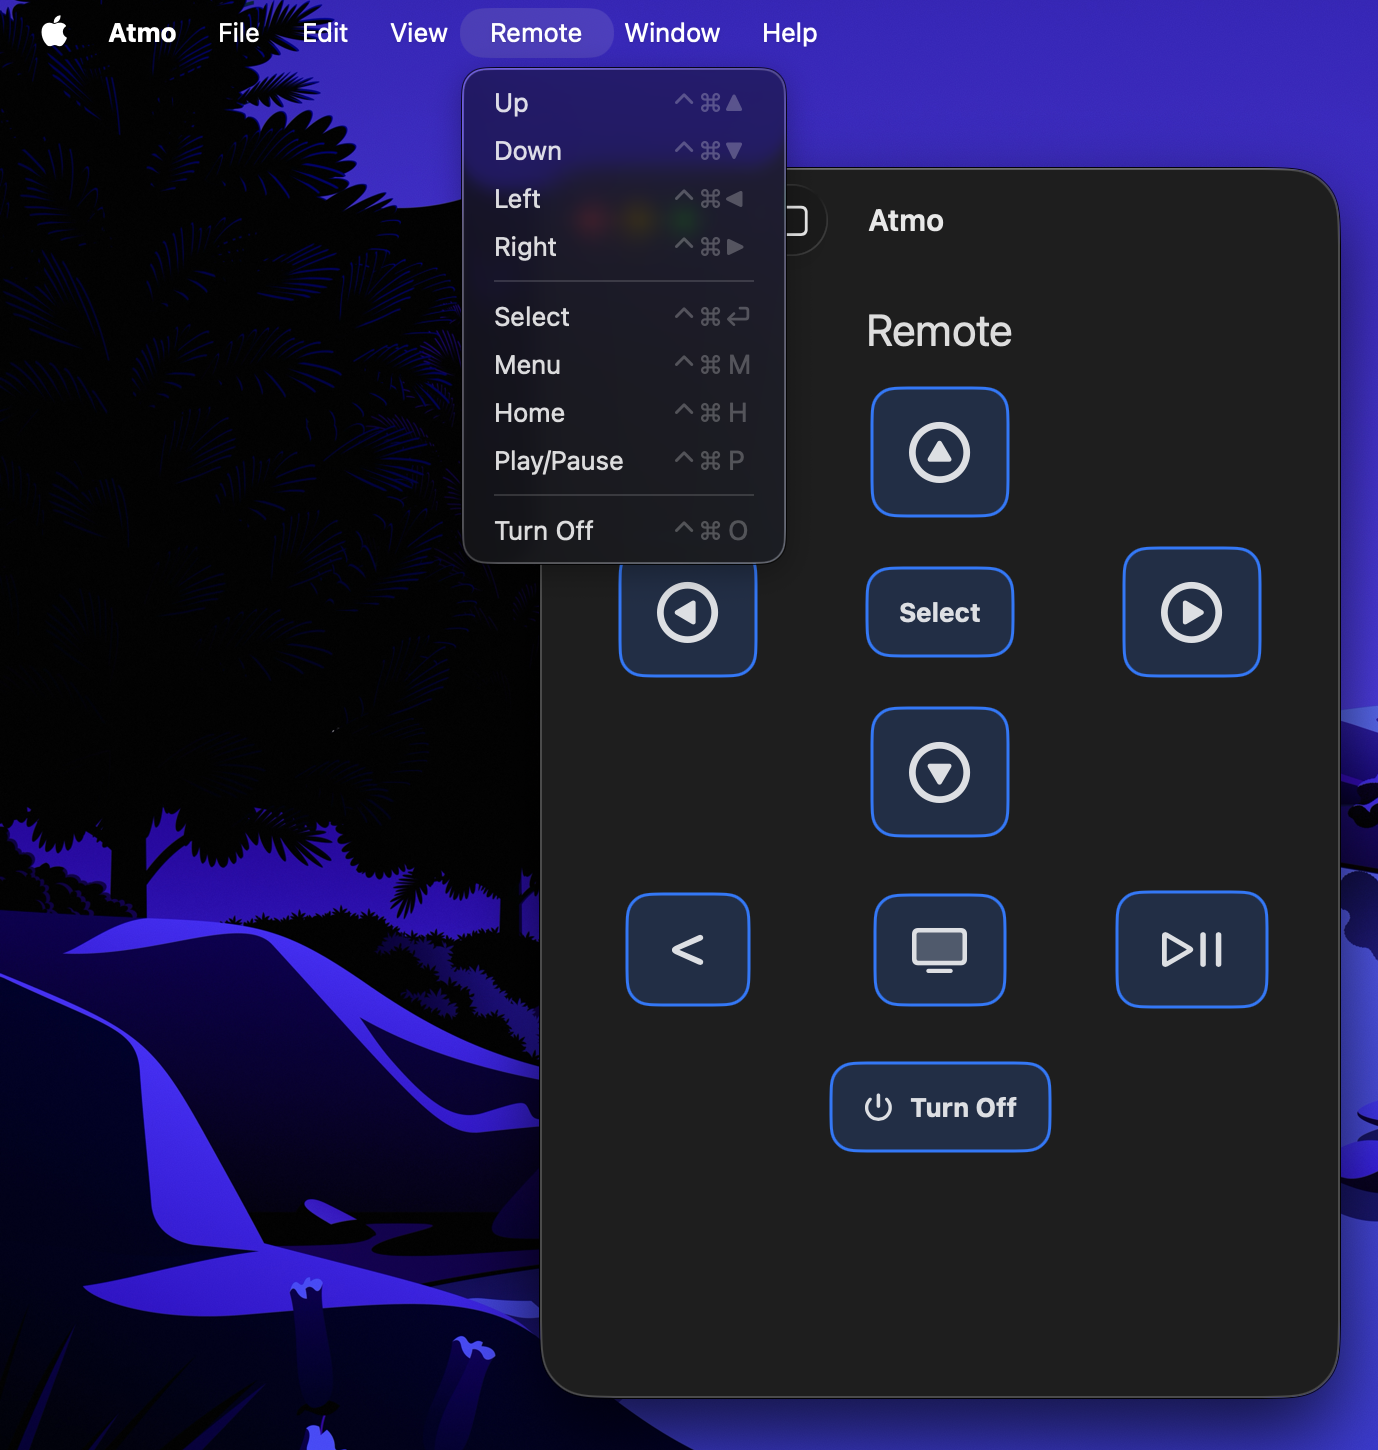 Atmo File Edit View Remote Window Help
Up ^⌘▲
Down ^⌘▼
Left ^⌘◀
Right ^⌘▶
Select ^⌘↩
Menu ^⌘M
Home ^⌘H
Play/Pause ^⌘P
Turn Off ^⌘O
Atmo
Remote
Select
Turn Off